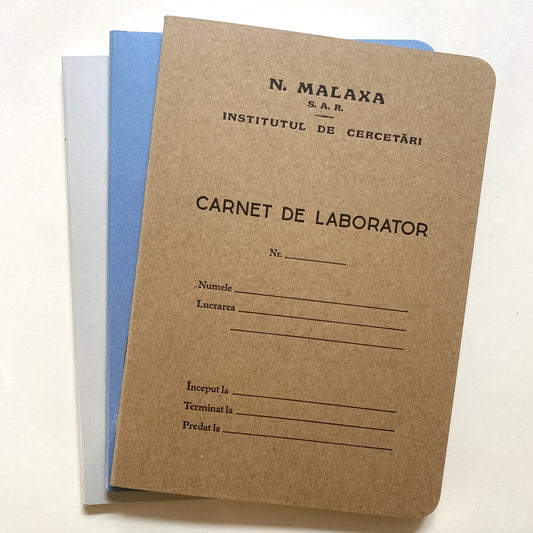 N. MALAXA
S. A. R.
INSTITUTUL DE CERCETĂRI
CARNET DE LABORATOR
Nr.
Numele
Lucrarea
Început la
Terminat la
Predat la